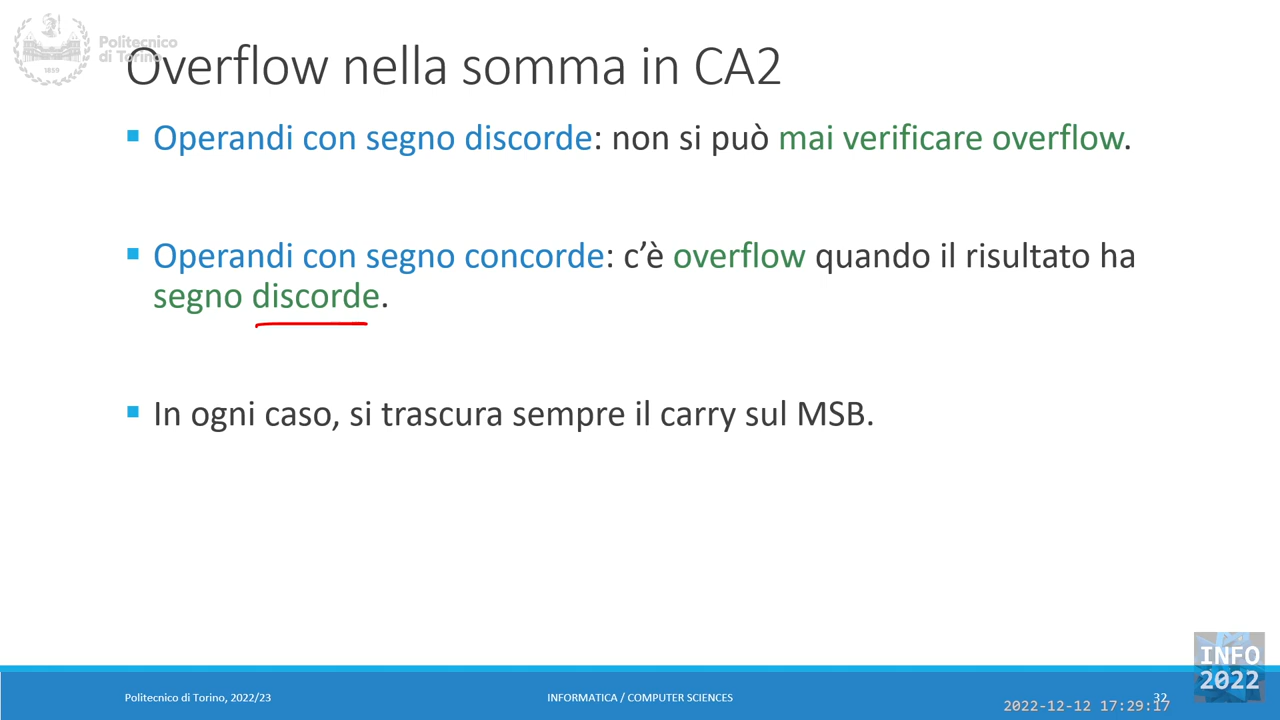 Politecnico
di Torino
1859
Overflow nella somma in CA2
Operandi con segno discorde: non si può mai verificare overflow.
Operandi con segno concorde: c’è overflow quando il risultato ha
segno discorde.
In ogni caso, si trascura sempre il carry sul MSB.
INFO
2022
Politecnico di Torino, 2022/23
INFORMATICA / COMPUTER SCIENCES
32
2022-12-12 17:29:17